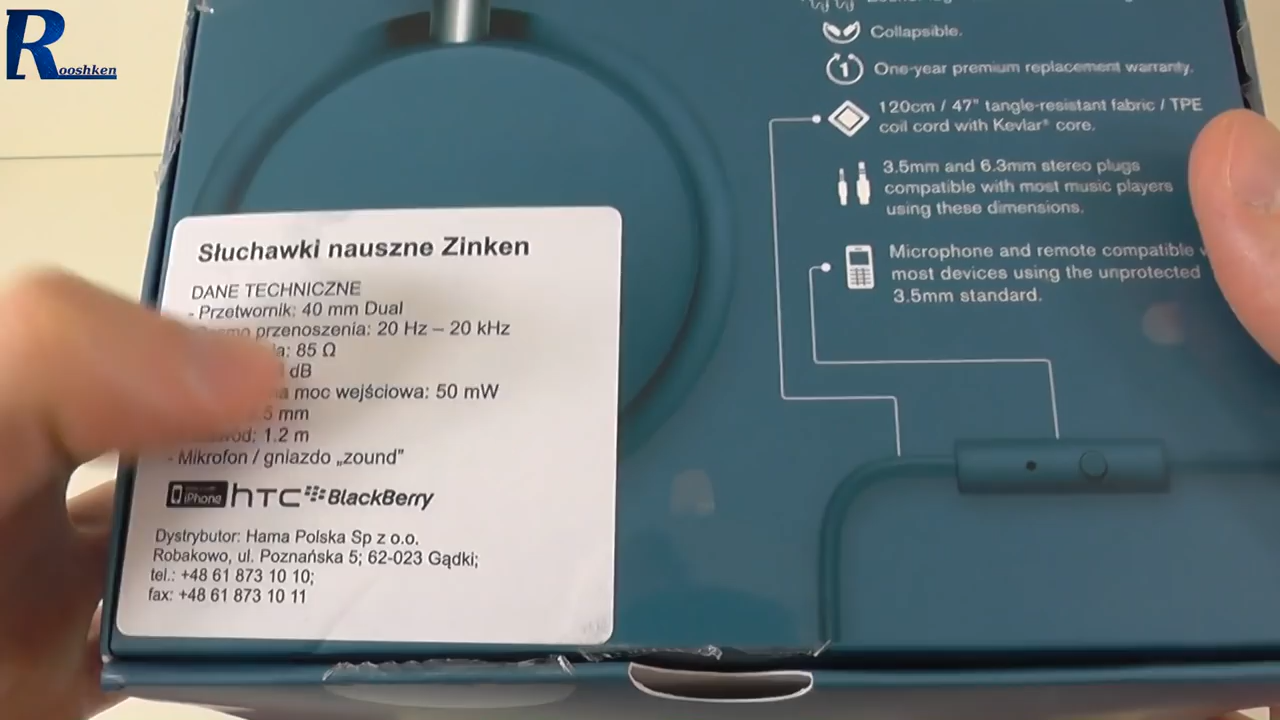 Rooshken
Collapsible.
1
One-year premium replacement warranty.
120cm / 47" tangle-resistant fabric / TPE
coil cord with Kevlar® core.
3.5mm and 6.3mm stereo plugs
compatible with most music players
using these dimensions.
Microphone and remote compatible
most devices using the unprotected
3.5mm standard.
Słuchawki nauszne Zinken
DANE TECHNICZNE
- Przetwornik: 40 mm Dual
przenoszenia: 20 Hz – 20 kHz
85 Ω
dB
moc wejściowa: 50 mW
mm
1.2 m
- Mikrofon / gniazdo „zound”
iPhone hTC BlackBerry
Dystrybutor: Hama Polska Sp z o.o.
Robakowo, ul. Poznańska 5; 62-023 Gądki;
tel.: +48 61 873 10 10;
fax: +48 61 873 10 11